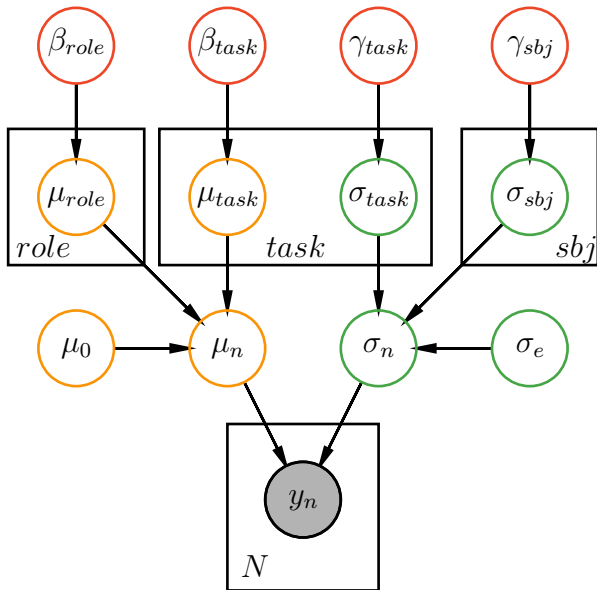 β_role β_task γ_task γ_sbj
μ_role μ_task σ_task σ_sbj
role task sbj
μ_0 μ_n σ_n σ_e
y_n
N